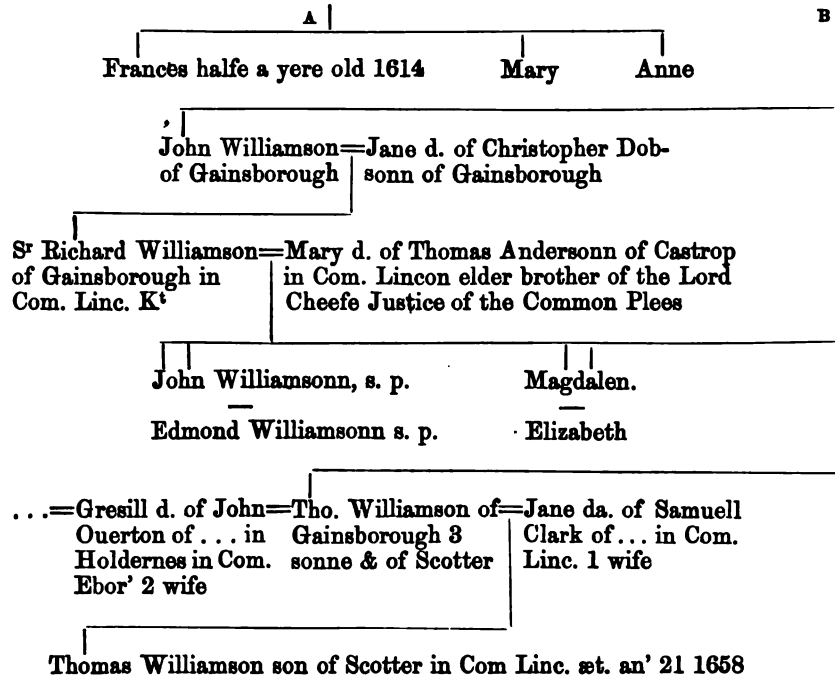 A B
Frances halfe a yere old 1614 Mary Anne
John Williamson=Jane d. of Christopher Dob-
of Gainsborough sonn of Gainsborough
Sr Richard Williamson=Mary d. of Thomas Andersonn of Castrop
of Gainsborough in in Com. Lincon elder brother of the Lord
Com. Linc. Kt Cheefe Justice of the Common Plees
John Williamsonn, s. p. Magdalen.
Edmond Williamsonn s. p. Elizabeth
...=Gresill d. of John=Tho. Williamson of=Jane da. of Samuell
Ouerton of ... in Gainsborough 3 Clark of ... in Com.
Holdernes in Com. sonne & of Scotter Linc. 1 wife
Ebor' 2 wife
Thomas Williamson son of Scotter in Com Linc. æt. an' 21 1658